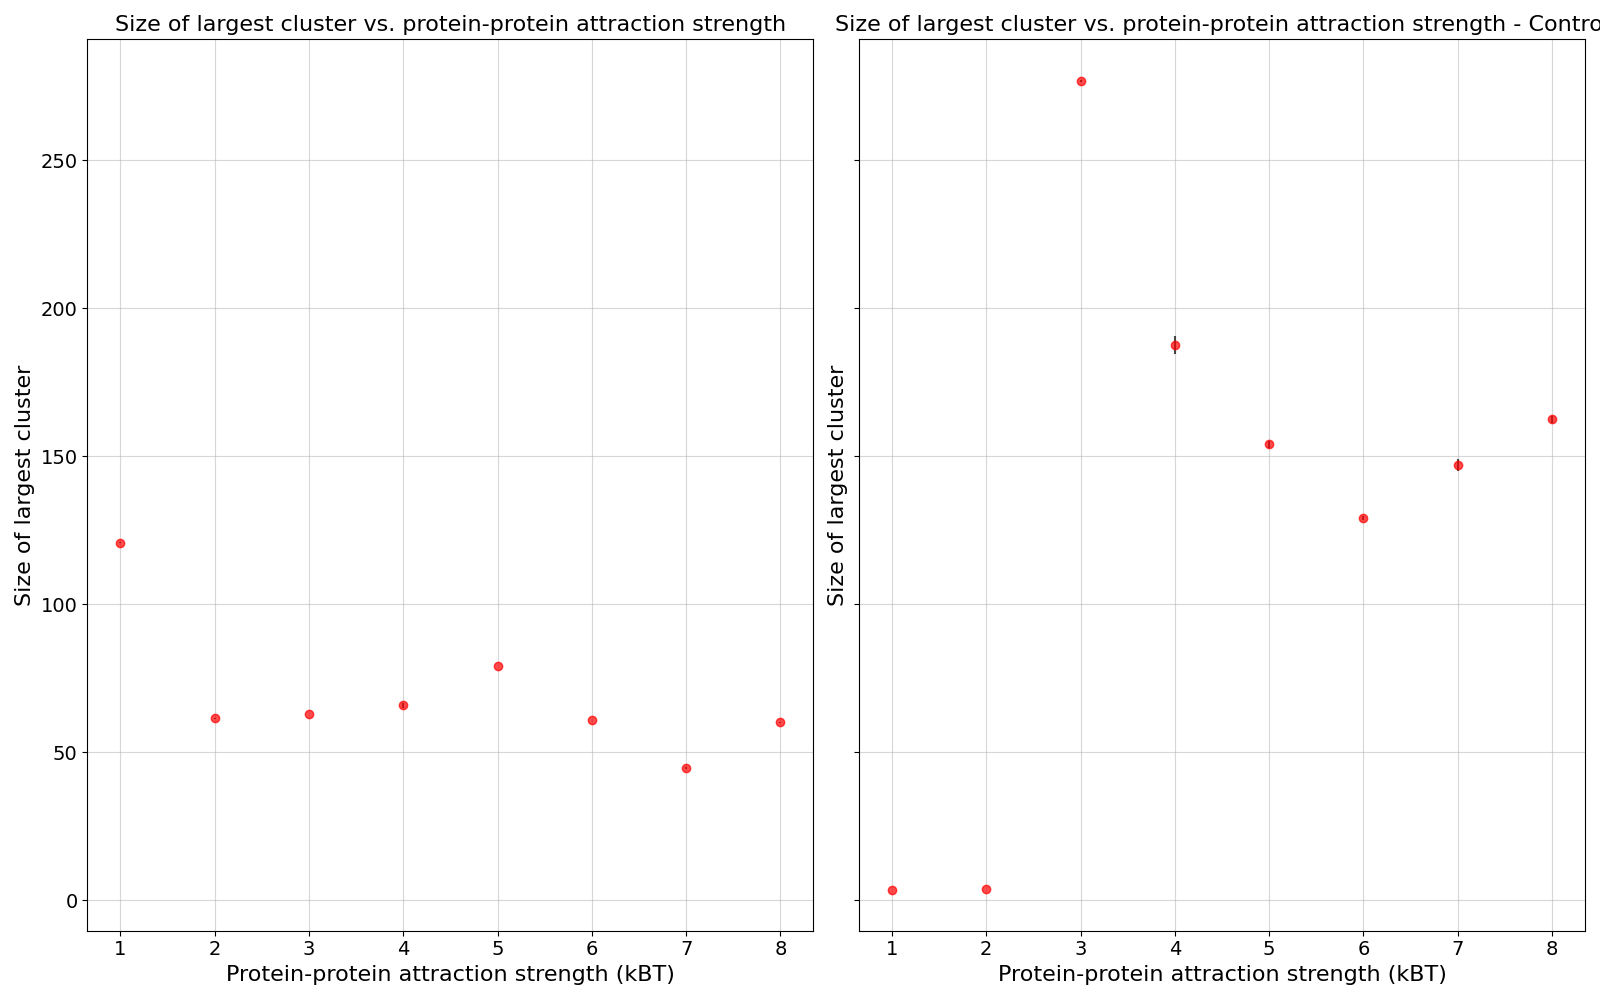 Size of largest cluster vs. protein-protein attraction strength
Size of largest cluster vs. protein-protein attraction strength - Contro
250
200
150
100
50
0
Size of largest cluster
Size of largest cluster
1 2 3 4 5 6 7 8
1 2 3 4 5 6 7 8
Protein-protein attraction strength (kBT)
Protein-protein attraction strength (kBT)